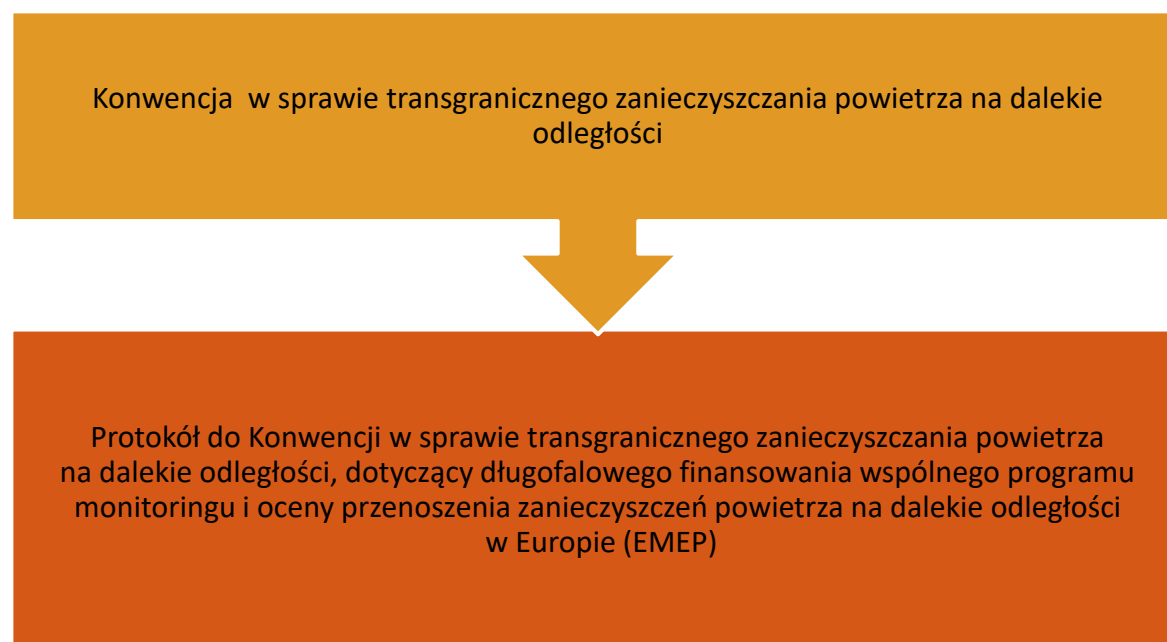 Konwencja  w sprawie transgranicznego zanieczyszczania powietrza na dalekie
odległości
Protokół do Konwencji w sprawie transgranicznego zanieczyszczania powietrza
na dalekie odległości, dotyczący długofalowego finansowania wspólnego programu
monitoringu i oceny przenoszenia zanieczyszczeń powietrza na dalekie odległości
w Europie (EMEP)